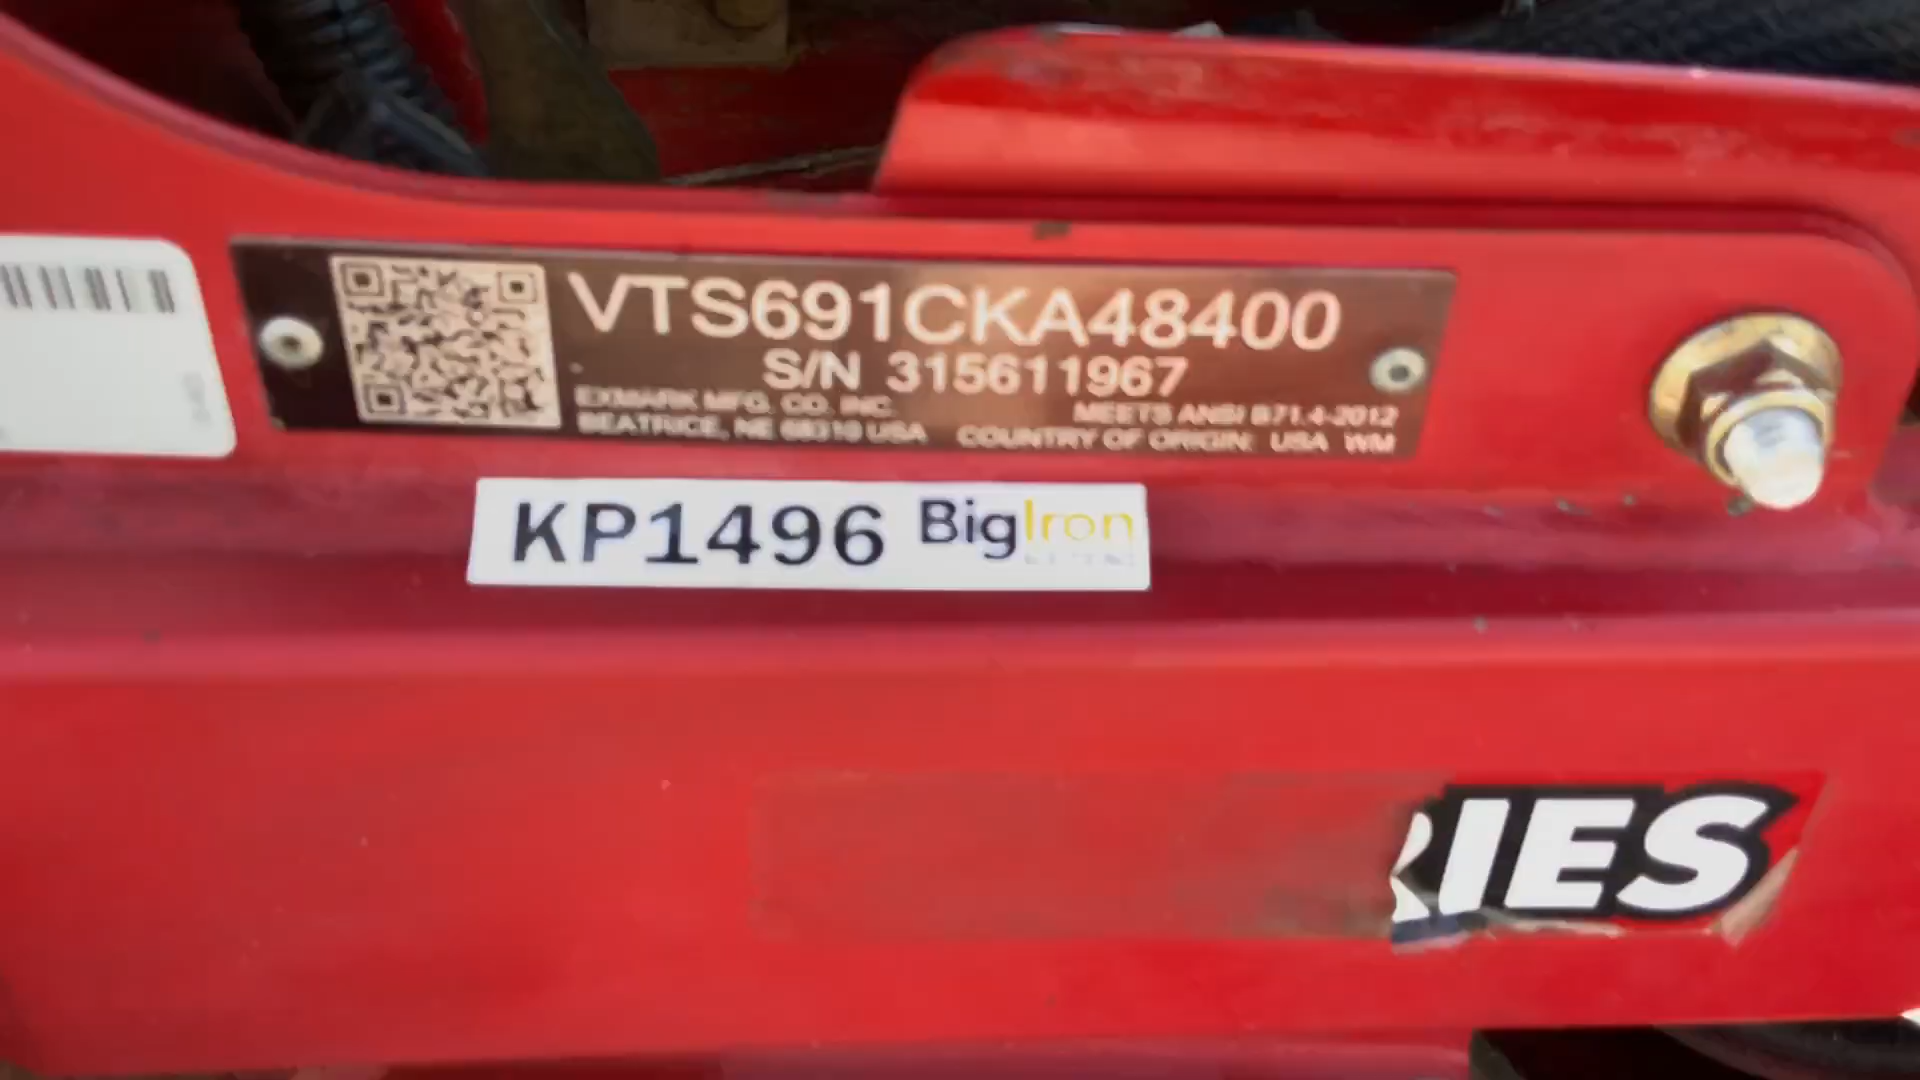 VTS691CKA48400
S/N 315611967
EXMARK MFG. CO. INC.
MEETS ANSI B71.4-2012
BEATRICE, NE 68310 USA
COUNTRY OF ORIGIN: USA WM
KP1496 BigIron
RIES